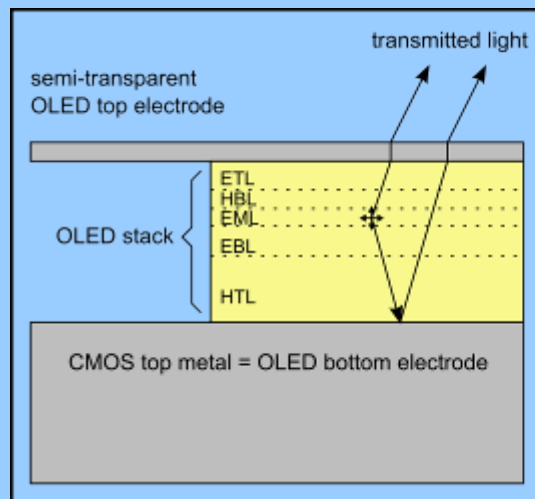 transmitted light
semi-transparent
OLED top electrode
ETL
HBL
EML
OLED stack
EBL
HTL
CMOS top metal = OLED bottom electrode